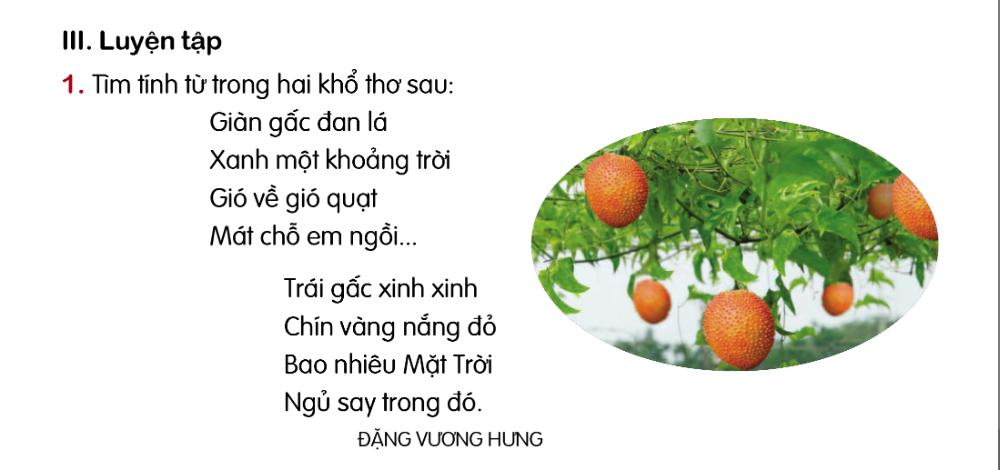 III. Luyện tập
1. Tìm tính từ trong hai khổ thơ sau:
Giàn gấc đan lá
Xanh một khoảng trời
Gió về gió quạt
Mát chỗ em ngồi...
Trái gấc xinh xinh
Chín vàng nắng đỏ
Bao nhiêu Mặt Trời
Ngủ say trong đó.
ĐẶNG VƯƠNG HƯNG